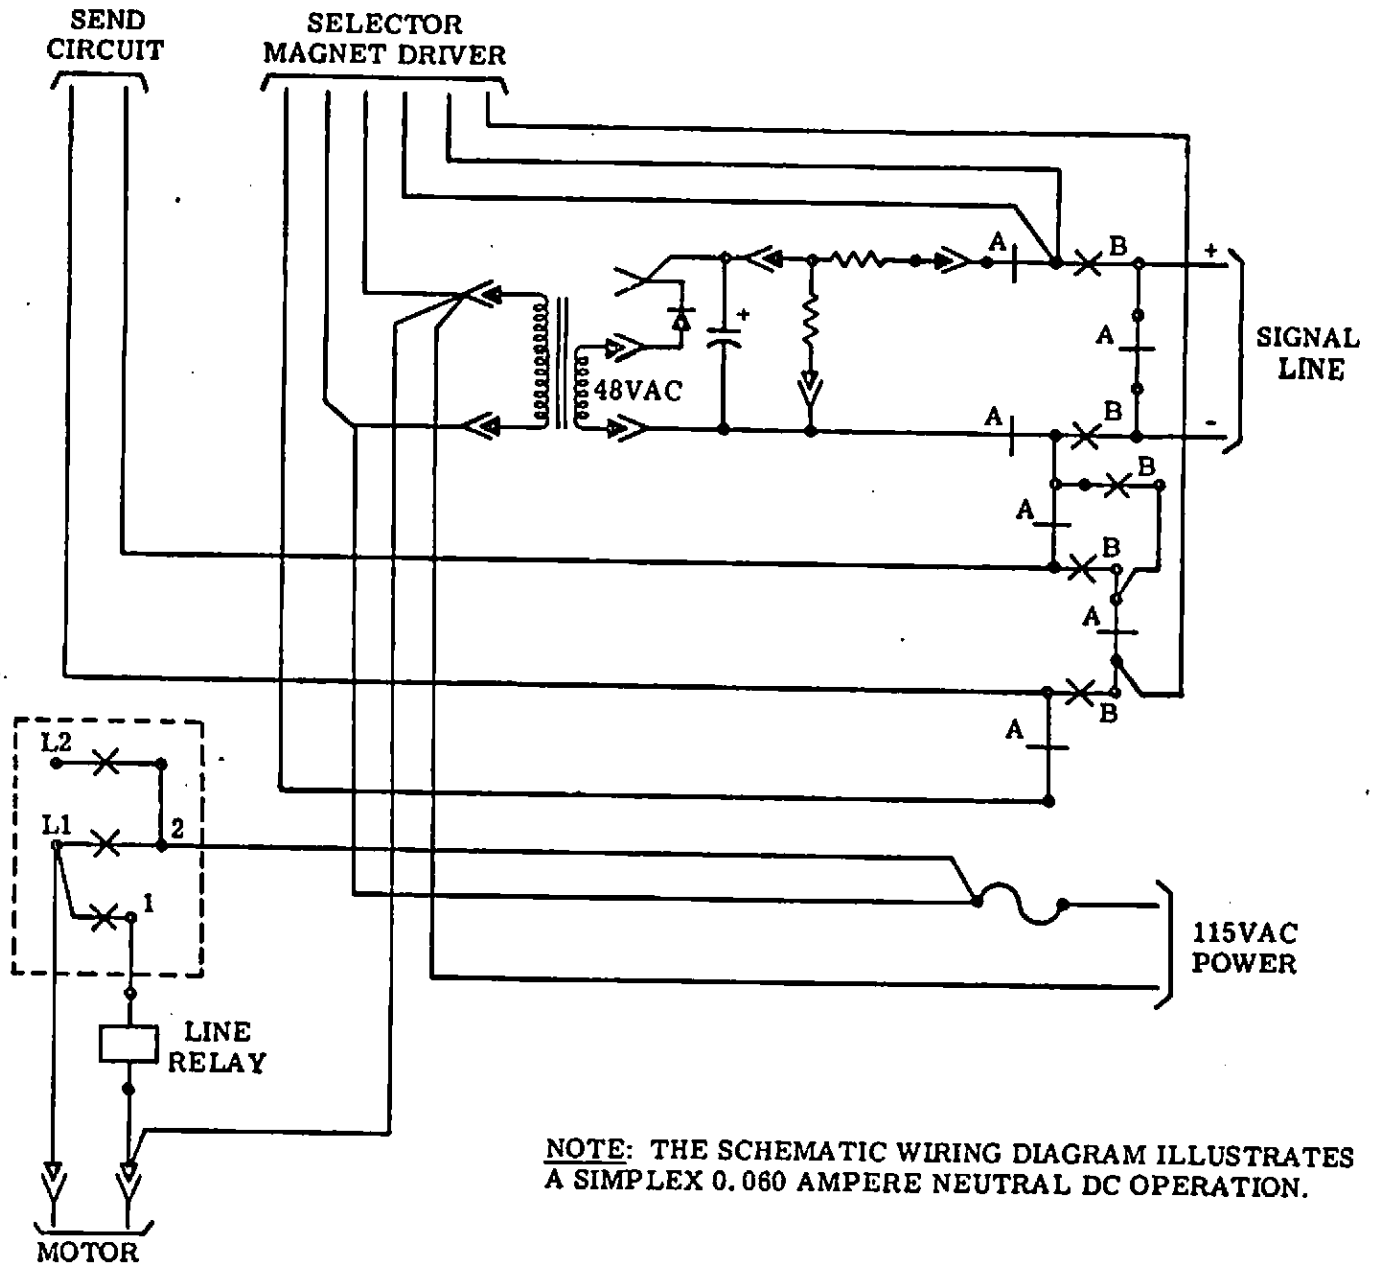 SEND
CIRCUIT
SELECTOR
MAGNET DRIVER
A
B
+
+
A
SIGNAL
LINE
48VAC
A
B
-
B
A
B
A
B
A
L2
L1
2
1
115VAC
POWER
LINE
RELAY
NOTE: THE SCHEMATIC WIRING DIAGRAM ILLUSTRATES
A SIMPLEX 0.060 AMPERE NEUTRAL DC OPERATION.
MOTOR